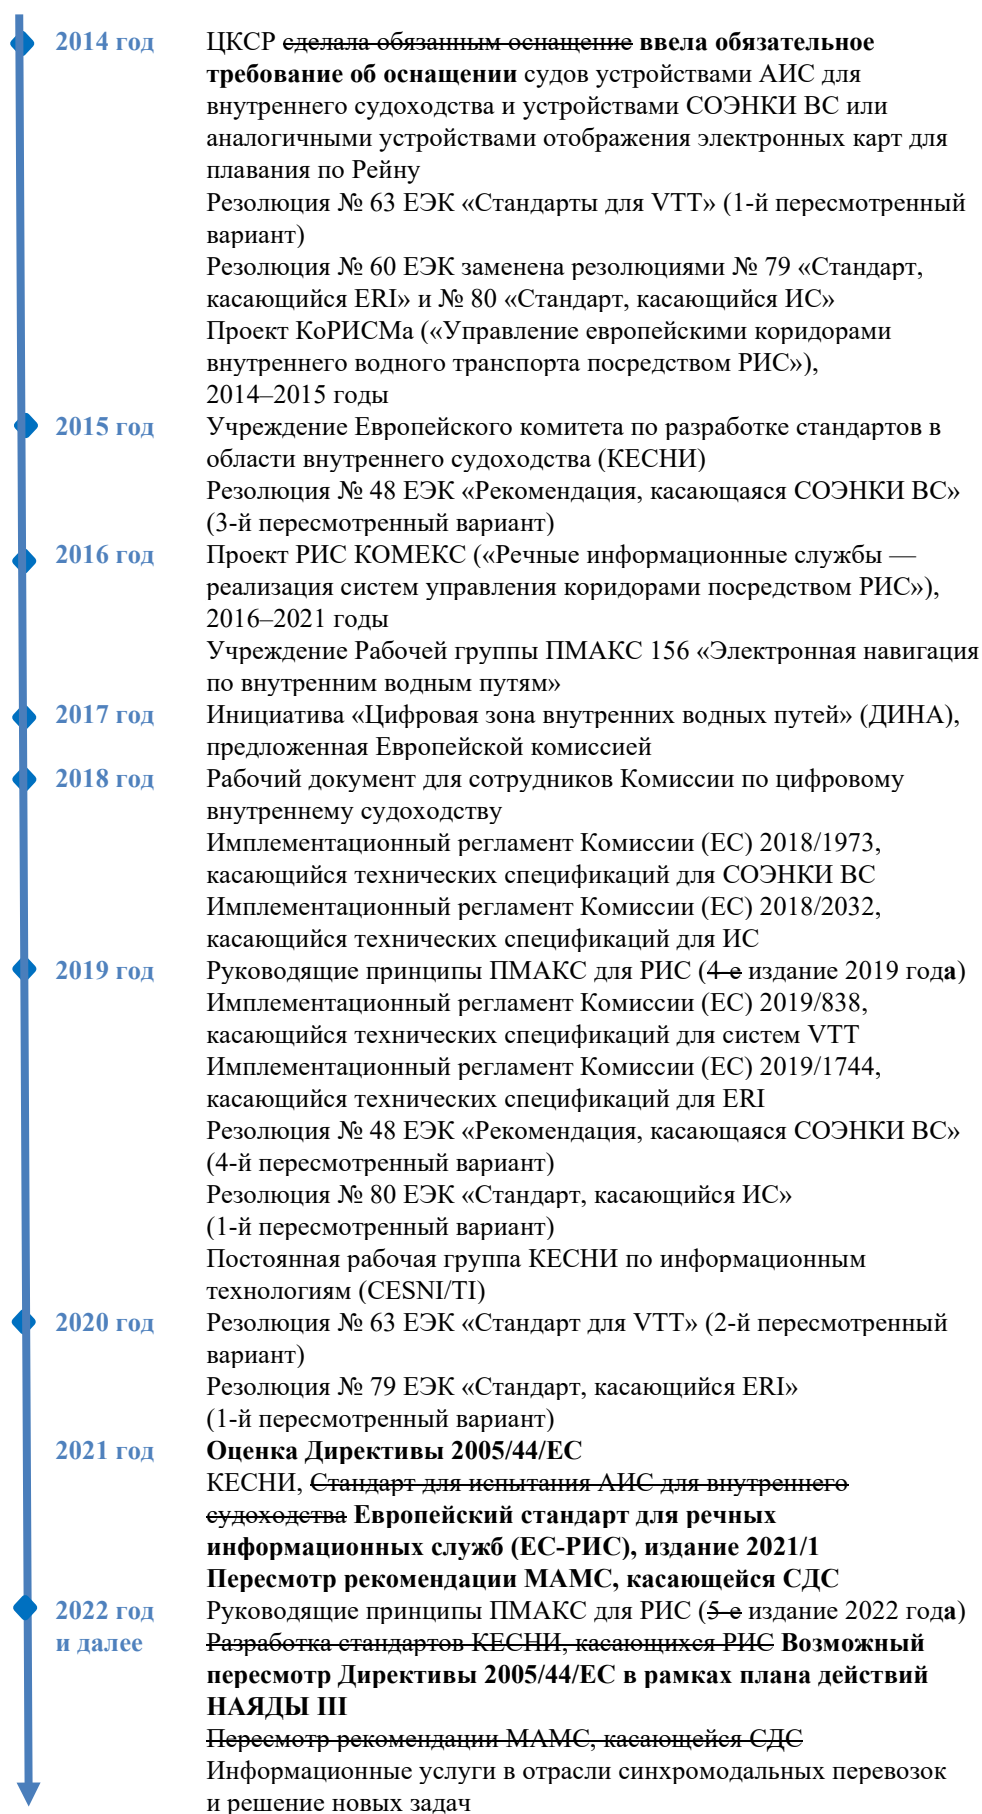 2014 год ЦКСР сделала обязанным оснащение ввела обязательное
требование об оснащении судов устройствами АИС для
внутреннего судоходства и устройствами СОЭНКИ ВС или
аналогичными устройствами отображения электронных карт для
плавания по Рейну
Резолюция № 63 ЕЭК «Стандарты для VTT» (1-й пересмотренный
вариант)
Резолюция № 60 ЕЭК заменена резолюциями № 79 «Стандарт,
касающийся ERI» и № 80 «Стандарт, касающийся ИС»
Проект КоРИСМа («Управление европейскими коридорами
внутреннего водного транспорта посредством РИС»),
2014–2015 годы
2015 год Учреждение Европейского комитета по разработке стандартов в
области внутреннего судоходства (КЕСНИ)
Резолюция № 48 ЕЭК «Рекомендация, касающаяся СОЭНКИ ВС»
(3-й пересмотренный вариант)
2016 год Проект РИС КОМЕКС («Речные информационные службы —
реализация систем управления коридорами посредством РИС»),
2016–2021 годы
Учреждение Рабочей группы ПМАКС 156 «Электронная навигация
по внутренним водным путям»
2017 год Инициатива «Цифровая зона внутренних водных путей» (ДИНА),
предложенная Европейской комиссией
2018 год Рабочий документ для сотрудников Комиссии по цифровому
внутреннему судоходству
Имплементационный регламент Комиссии (ЕС) 2018/1973,
касающийся технических спецификаций для СОЭНКИ ВС
Имплементационный регламент Комиссии (ЕС) 2018/2032,
касающийся технических спецификаций для ИС
2019 год Руководящие принципы ПМАКС для РИС (4-е издание 2019 года)
Имплементационный регламент Комиссии (ЕС) 2019/838,
касающийся технических спецификаций для систем VTT
Имплементационный регламент Комиссии (ЕС) 2019/1744,
касающийся технических спецификаций для ERI
Резолюция № 48 ЕЭК «Рекомендация, касающаяся СОЭНКИ ВС»
(4-й пересмотренный вариант)
Резолюция № 80 ЕЭК «Стандарт, касающийся ИС»
(1-й пересмотренный вариант)
Постоянная рабочая группа КЕСНИ по информационным
технологиям (CESNI/TI)
2020 год Резолюция № 63 ЕЭК «Стандарт для VTT» (2-й пересмотренный
вариант)
Резолюция № 79 ЕЭК «Стандарт, касающийся ERI»
(1-й пересмотренный вариант)
2021 год Оценка Директивы 2005/44/ЕС
КЕСНИ, Стандарт для испытания АИС для внутреннего
судоходства Европейский стандарт для речных
информационных служб (ЕС-РИС), издание 2021/1
Пересмотр рекомендации МАМС, касающейся СДС
2022 год Руководящие принципы ПМАКС для РИС (5-е издание 2022 года)
и далее Разработка стандартов КЕСНИ, касающихся РИС Возможный
пересмотр Директивы 2005/44/ЕС в рамках плана действий
НАЯДЫ III
Пересмотр рекомендации МАМС, касающейся СДС
Информационные услуги в отрасли синхромодальных перевозок
и решение новых задач